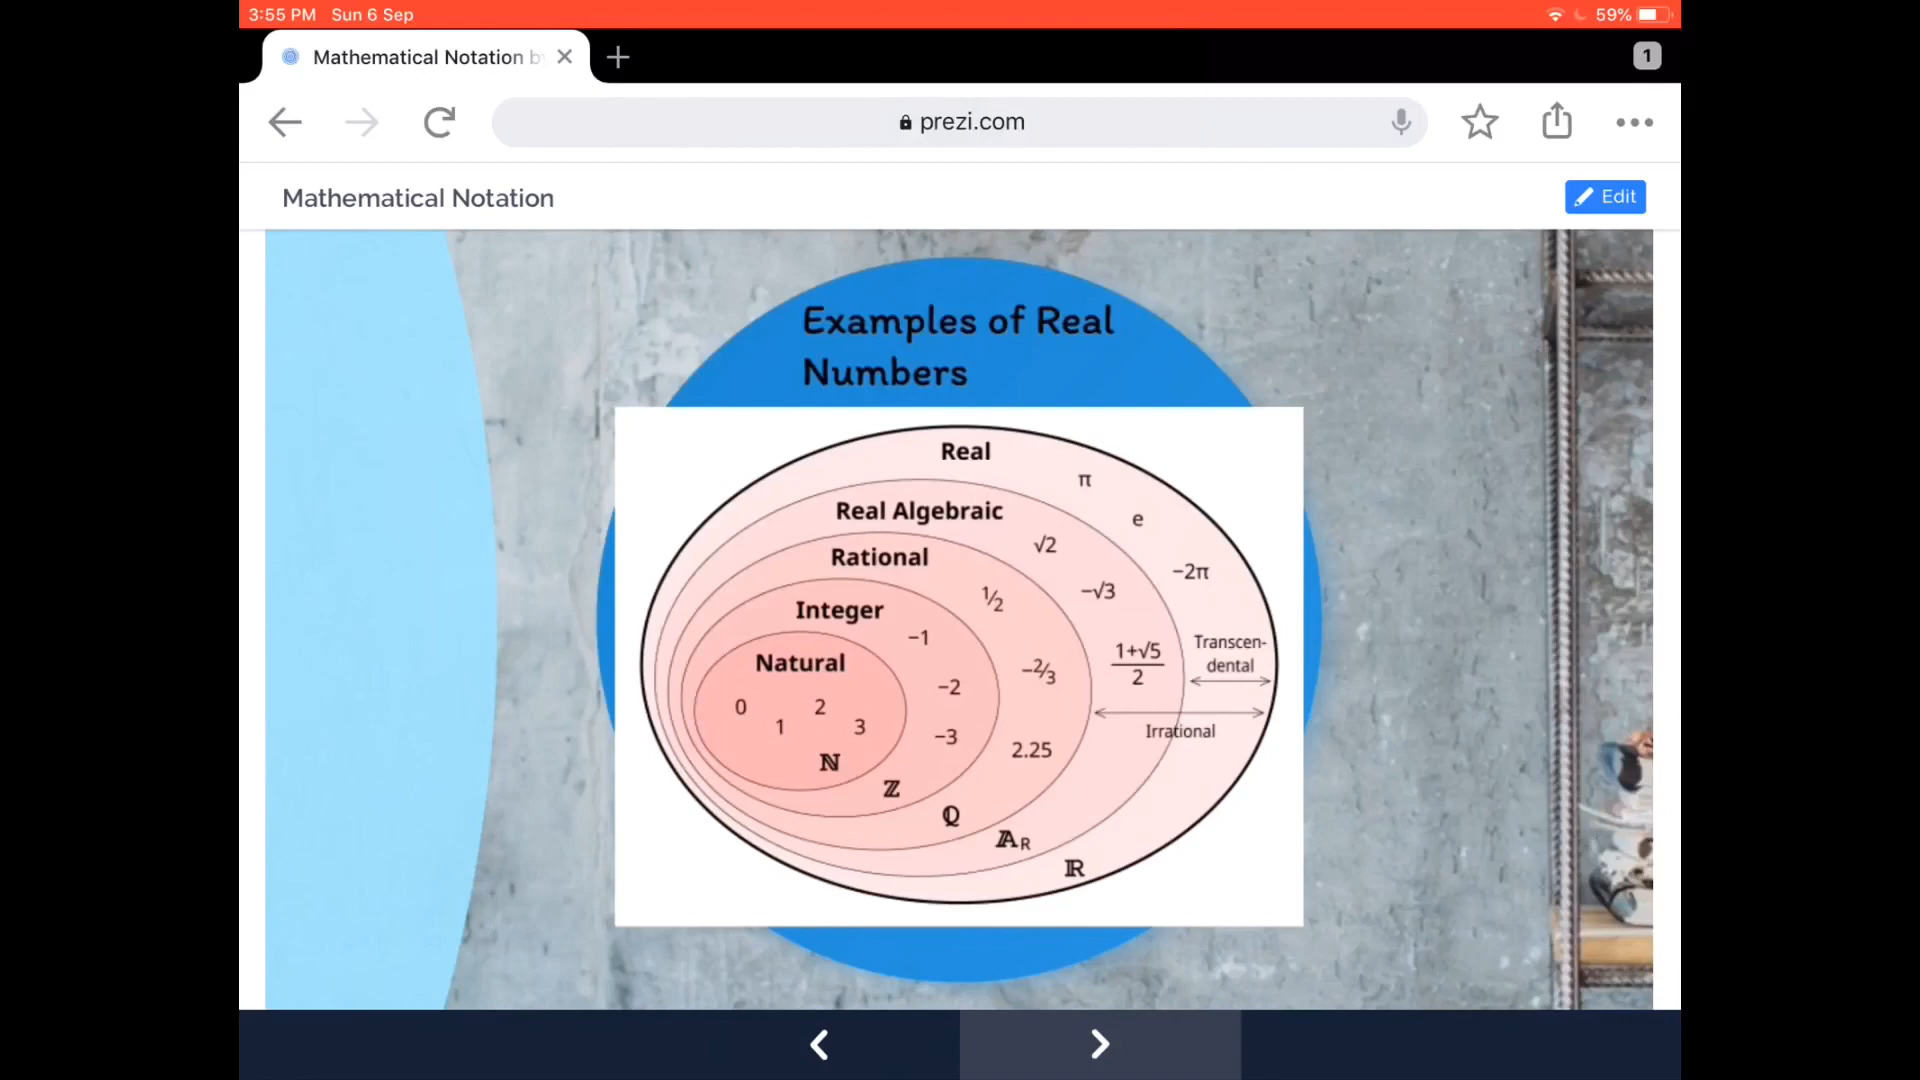 3:55 PM Sun 6 Sep
59%
Mathematical Notation b
1
prezi.com
Mathematical Notation
Edit
Examples of Real
Numbers
Real
π
Real Algebraic
e
√2
Rational
−2π
−√3
½
Integer
−1
Natural
1+√5
2
Transcen-
dental
−⅔
−2
0
2
1
3
Irrational
−3
2.25
ℕ
ℤ
ℚ
𝔸R
ℝ